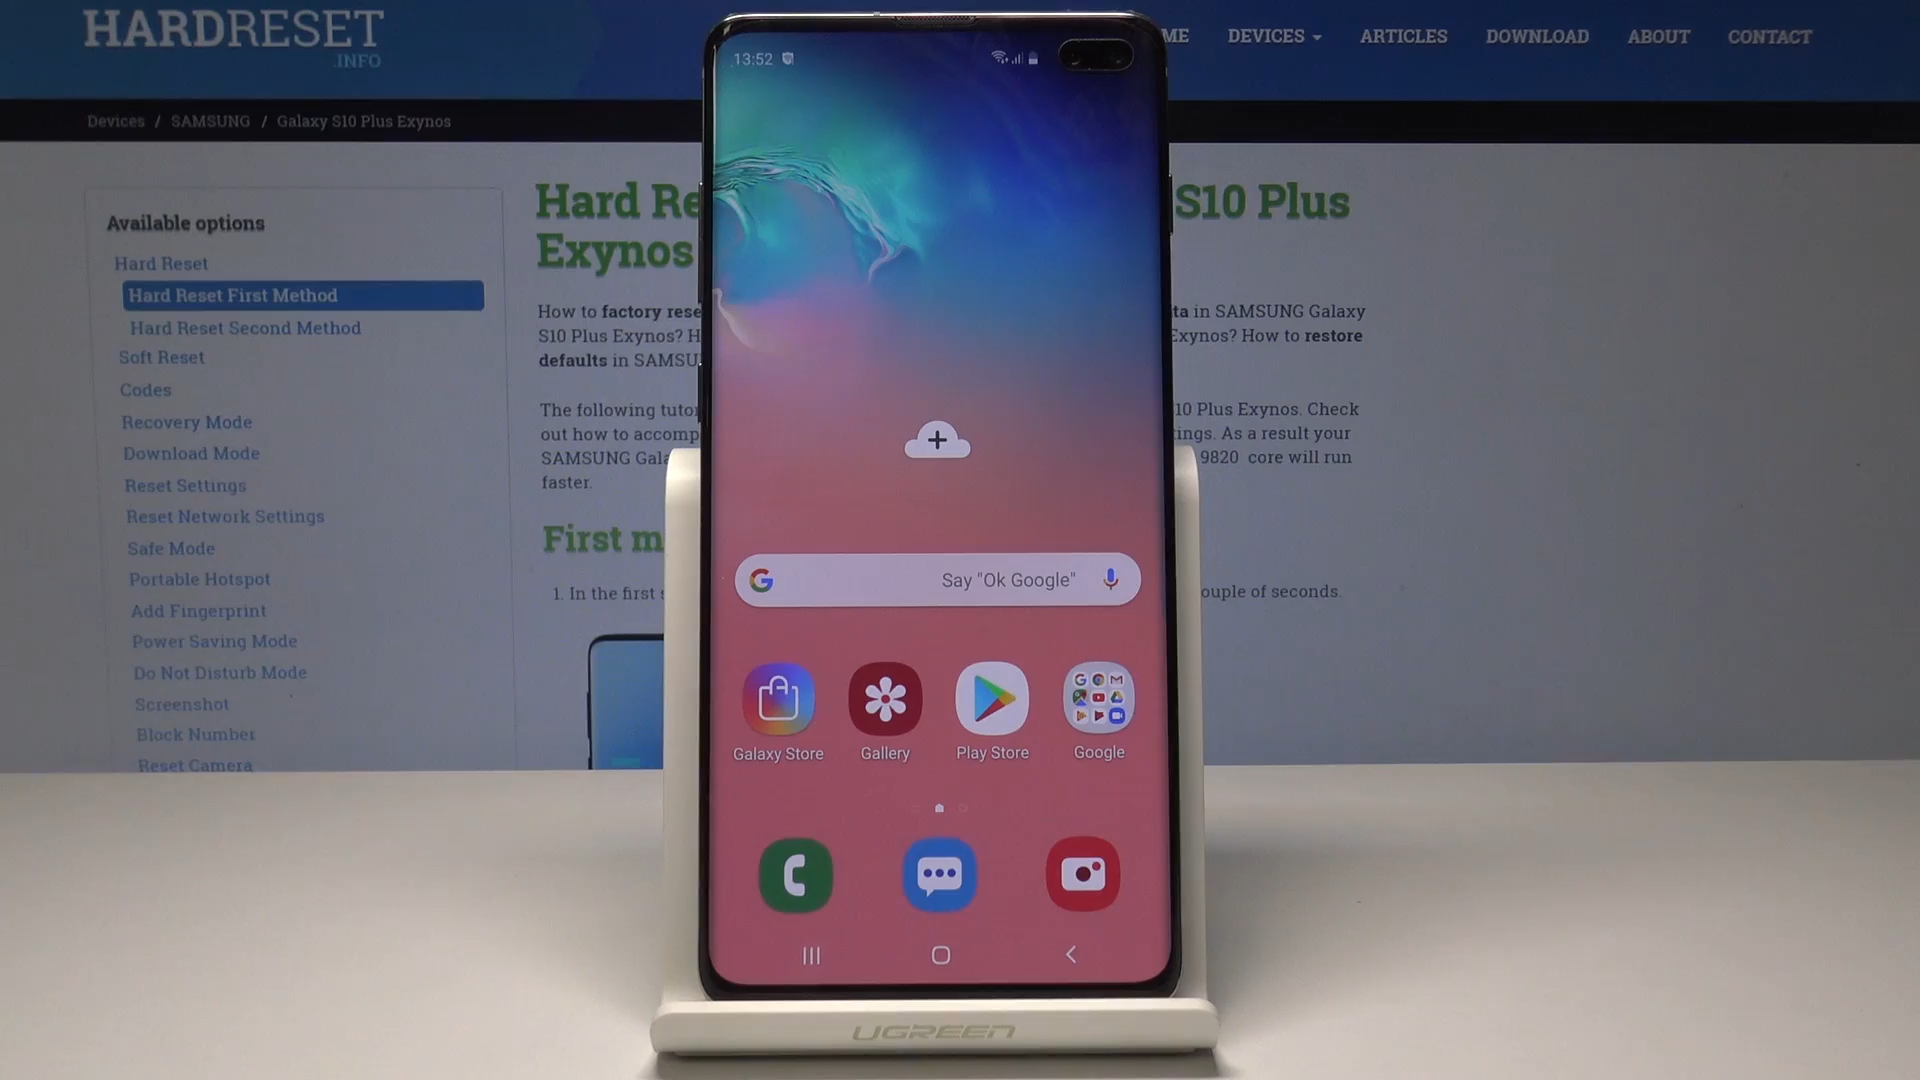 HARDRESET
.INFO
ME DEVICES ARTICLES DOWNLOAD ABOUT CONTACT
Devices / SAMSUNG / Galaxy S10 Plus Exynos
Available options
Hard Reset
Hard Reset First Method
Hard Reset Second Method
Soft Reset
Codes
Recovery Mode
Download Mode
Reset Settings
Reset Network Settings
Safe Mode
Portable Hotspot
Add Fingerprint
Power Saving Mode
Do Not Disturb Mode
Screenshot
Block Number
Reset Camera
Hard Re S10 Plus
Exynos
How to factory rese ta in SAMSUNG Galaxy
S10 Plus Exynos? H Exynos? How to restore
defaults in SAMSU
The following tutor 10 Plus Exynos. Check
out how to accomp tings. As a result your
SAMSUNG Gala 9820 core will run
faster.
First m
1. In the first s ouple of seconds.
13:52
Say "Ok Google"
Galaxy Store Gallery Play Store Google
UGREEN